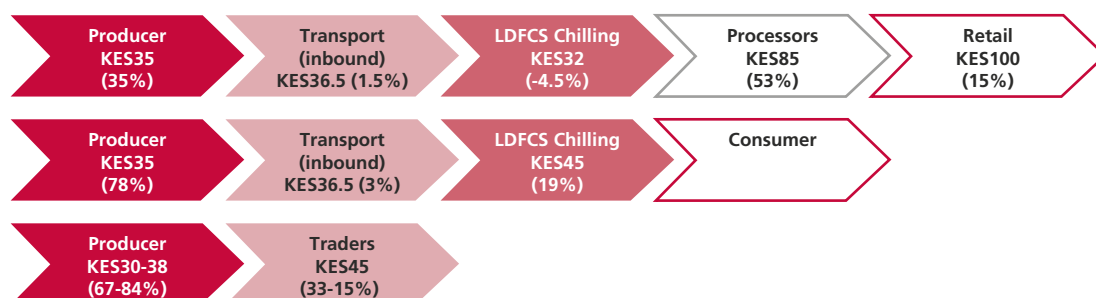 Producer
KES35
(35%)
Transport
(inbound)
KES36.5 (1.5%)
LDFCS Chilling
KES32
(-4.5%)
Processors
KES85
(53%)
Retail
KES100
(15%)
Producer
KES35
(78%)
Transport
(inbound)
KES36.5 (3%)
LDFCS Chilling
KES45
(19%)
Consumer
Producer
KES30-38
(67-84%)
Traders
KES45
(33-15%)